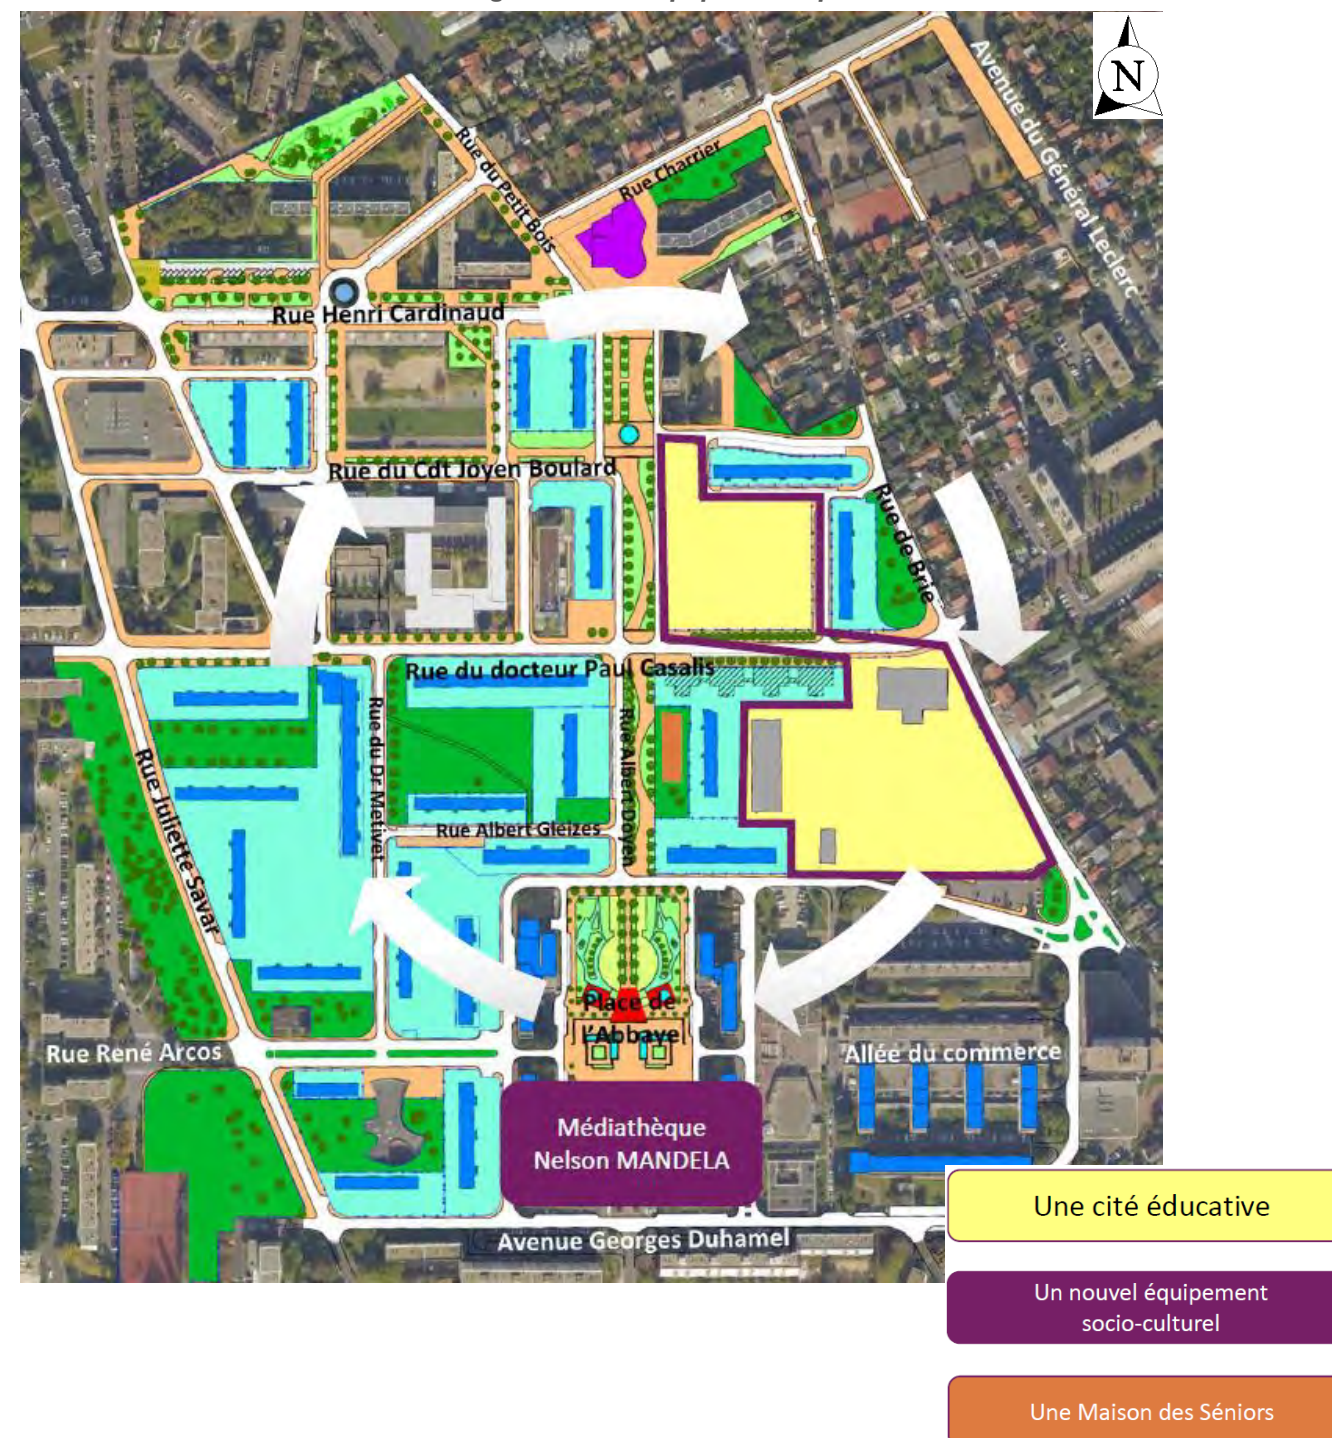 N
Avenue du Général Leclerc
Rue du Petit Bois
Rue Charrier
Rue Henri Cardinaud
Rue du Cdt Joyen Boulard
Rue de Brie
Rue du docteur Paul Casalis
Rue du Dr Metivet
Rue Albert Doyen
Rue Juliette Savar
Rue Albert Gleizes
Place de
l'Abbaye
Rue René Arcos
Allée du commerce
Médiathèque
Nelson MANDELA
Avenue Georges Duhamel
Une cité éducative
Un nouvel équipement
socio-culturel
Une Maison des Séniors